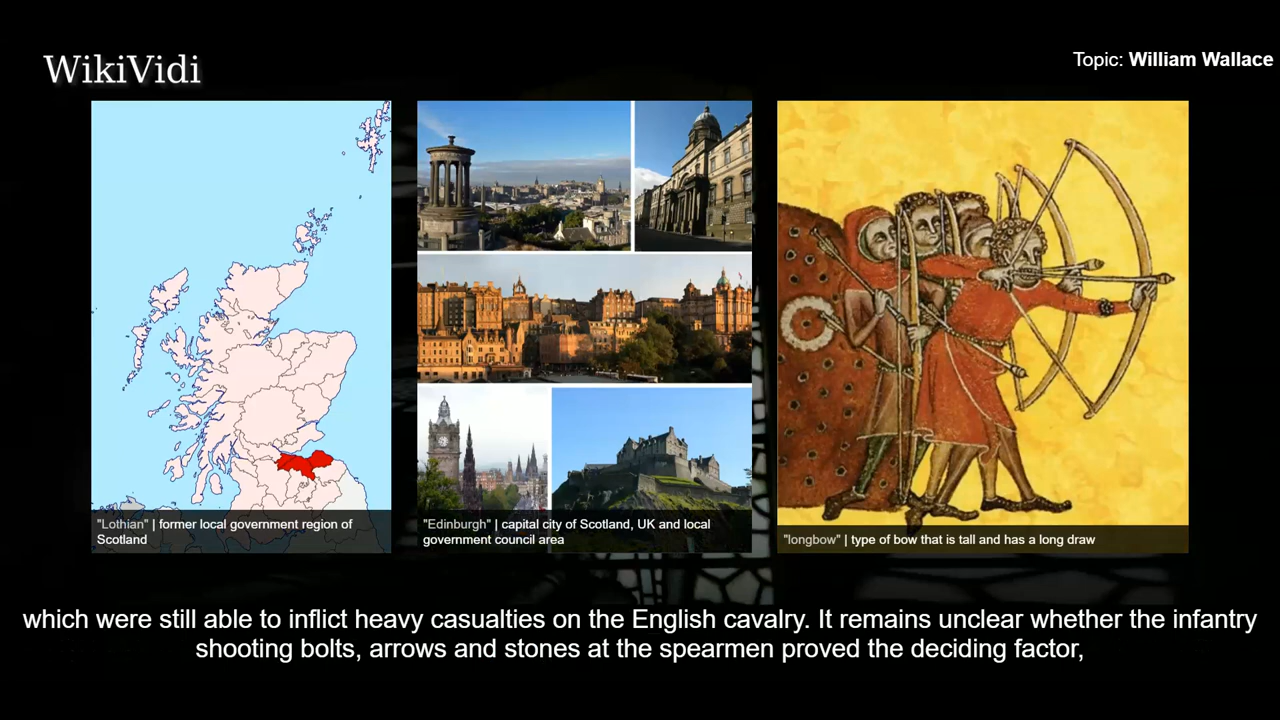 WikiVidi
Topic: William Wallace
"Lothian" | former local government region of
Scotland
"Edinburgh" | capital city of Scotland, UK and local
government council area
"longbow" | type of bow that is tall and has a long draw
which were still able to inflict heavy casualties on the English cavalry. It remains unclear whether the infantry
shooting bolts, arrows and stones at the spearmen proved the deciding factor,